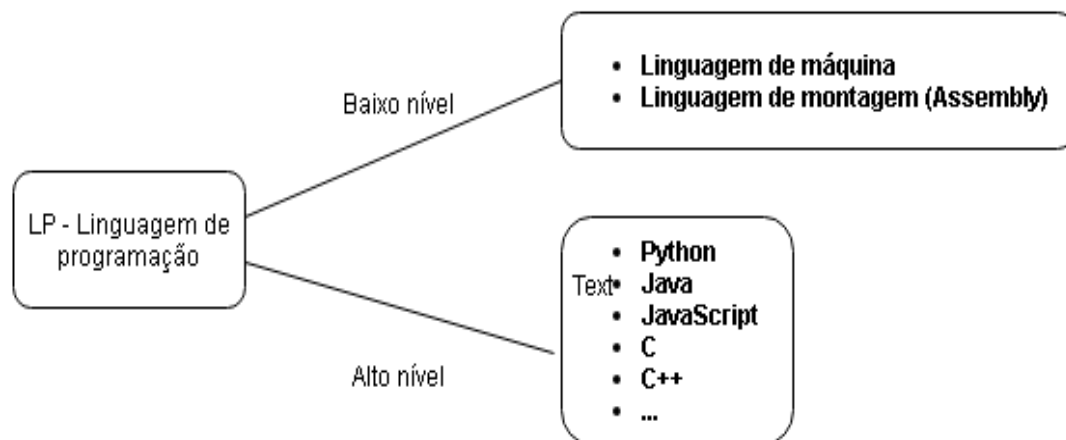 Linguagem de máquina
Linguagem de montagem (Assembly)
Baixo nível
LP - Linguagem de
programação
Python
Text
Java
JavaScript
C
C++
...
Alto nível